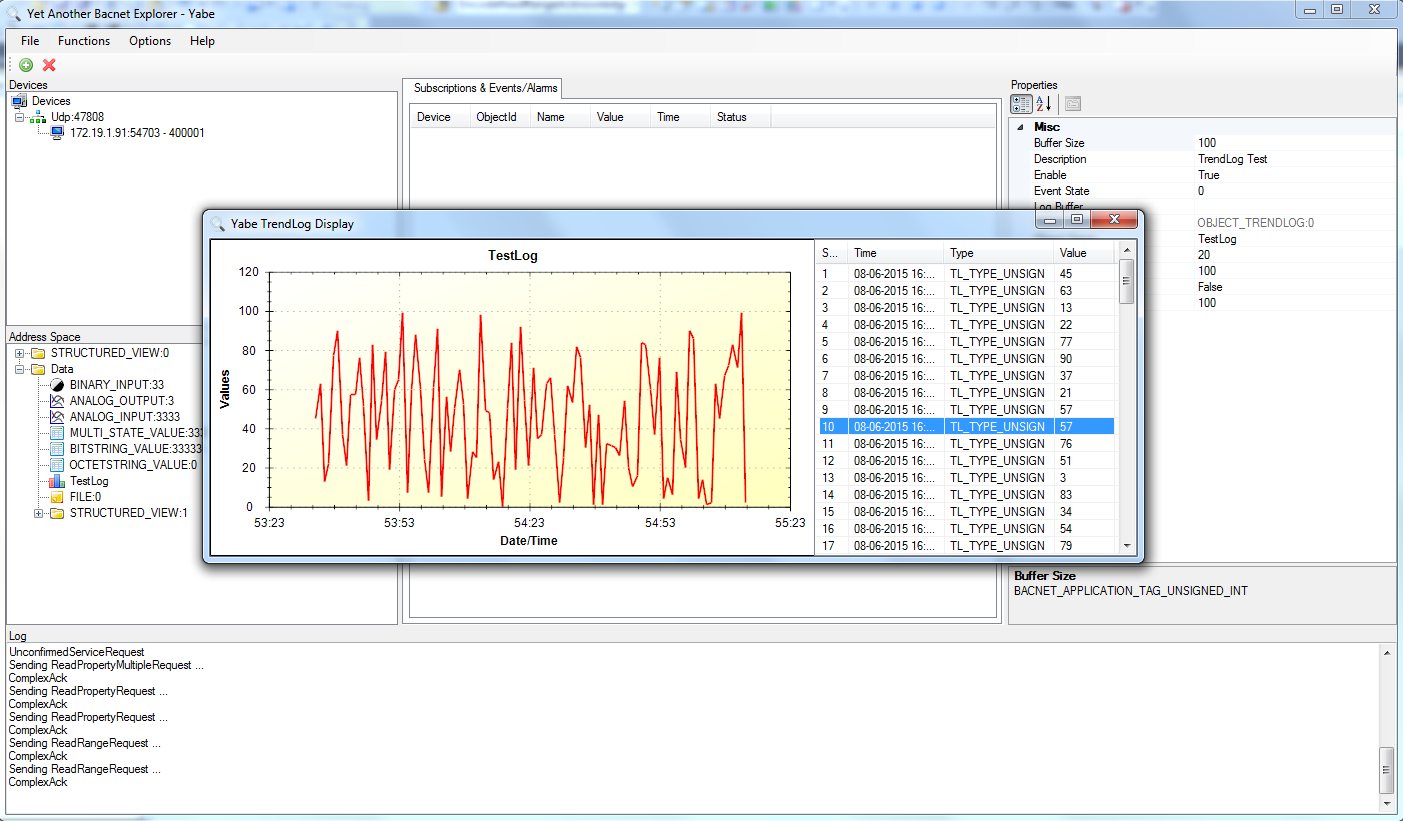 Yet Another Bacnet Explorer - Yabe
File Functions Options Help
Devices
Devices
Udp:47808
172.19.1.91:54703 - 400001
Subscriptions & Events/Alarms
Device ObjectId Name Value Time Status
Properties
Misc
Buffer Size 100
Description TrendLog Test
Enable True
Event State 0
Log Buffer
OBJECT_TRENDLOG:0
TestLog
20
100
False
100
Address Space
STRUCTURED_VIEW:0
Data
BINARY_INPUT:33
ANALOG_OUTPUT:3
ANALOG_INPUT:3333
MULTI_STATE_VALUE:333
BITSTRING_VALUE:33333
OCTETSTRING_VALUE:0
TestLog
FILE:0
STRUCTURED_VIEW:1
Yabe TrendLog Display
TestLog
Values
120
100
80
60
40
20
0
53:23 53:53 54:23 54:53 55:23
Date/Time
S... Time Type Value
1 08-06-2015 16:... TL_TYPE_UNSIGN 45
2 08-06-2015 16:... TL_TYPE_UNSIGN 63
3 08-06-2015 16:... TL_TYPE_UNSIGN 13
4 08-06-2015 16:... TL_TYPE_UNSIGN 22
5 08-06-2015 16:... TL_TYPE_UNSIGN 77
6 08-06-2015 16:... TL_TYPE_UNSIGN 90
7 08-06-2015 16:... TL_TYPE_UNSIGN 37
8 08-06-2015 16:... TL_TYPE_UNSIGN 21
9 08-06-2015 16:... TL_TYPE_UNSIGN 57
10 08-06-2015 16:... TL_TYPE_UNSIGN 57
11 08-06-2015 16:... TL_TYPE_UNSIGN 76
12 08-06-2015 16:... TL_TYPE_UNSIGN 51
13 08-06-2015 16:... TL_TYPE_UNSIGN 3
14 08-06-2015 16:... TL_TYPE_UNSIGN 83
15 08-06-2015 16:... TL_TYPE_UNSIGN 34
16 08-06-2015 16:... TL_TYPE_UNSIGN 54
17 08-06-2015 16:... TL_TYPE_UNSIGN 79
Buffer Size
BACNET_APPLICATION_TAG_UNSIGNED_INT
Log
UnconfirmedServiceRequest
Sending ReadPropertyMultipleRequest ...
ComplexAck
Sending ReadPropertyRequest ...
ComplexAck
Sending ReadPropertyRequest ...
ComplexAck
Sending ReadRangeRequest ...
ComplexAck
Sending ReadRangeRequest ...
ComplexAck